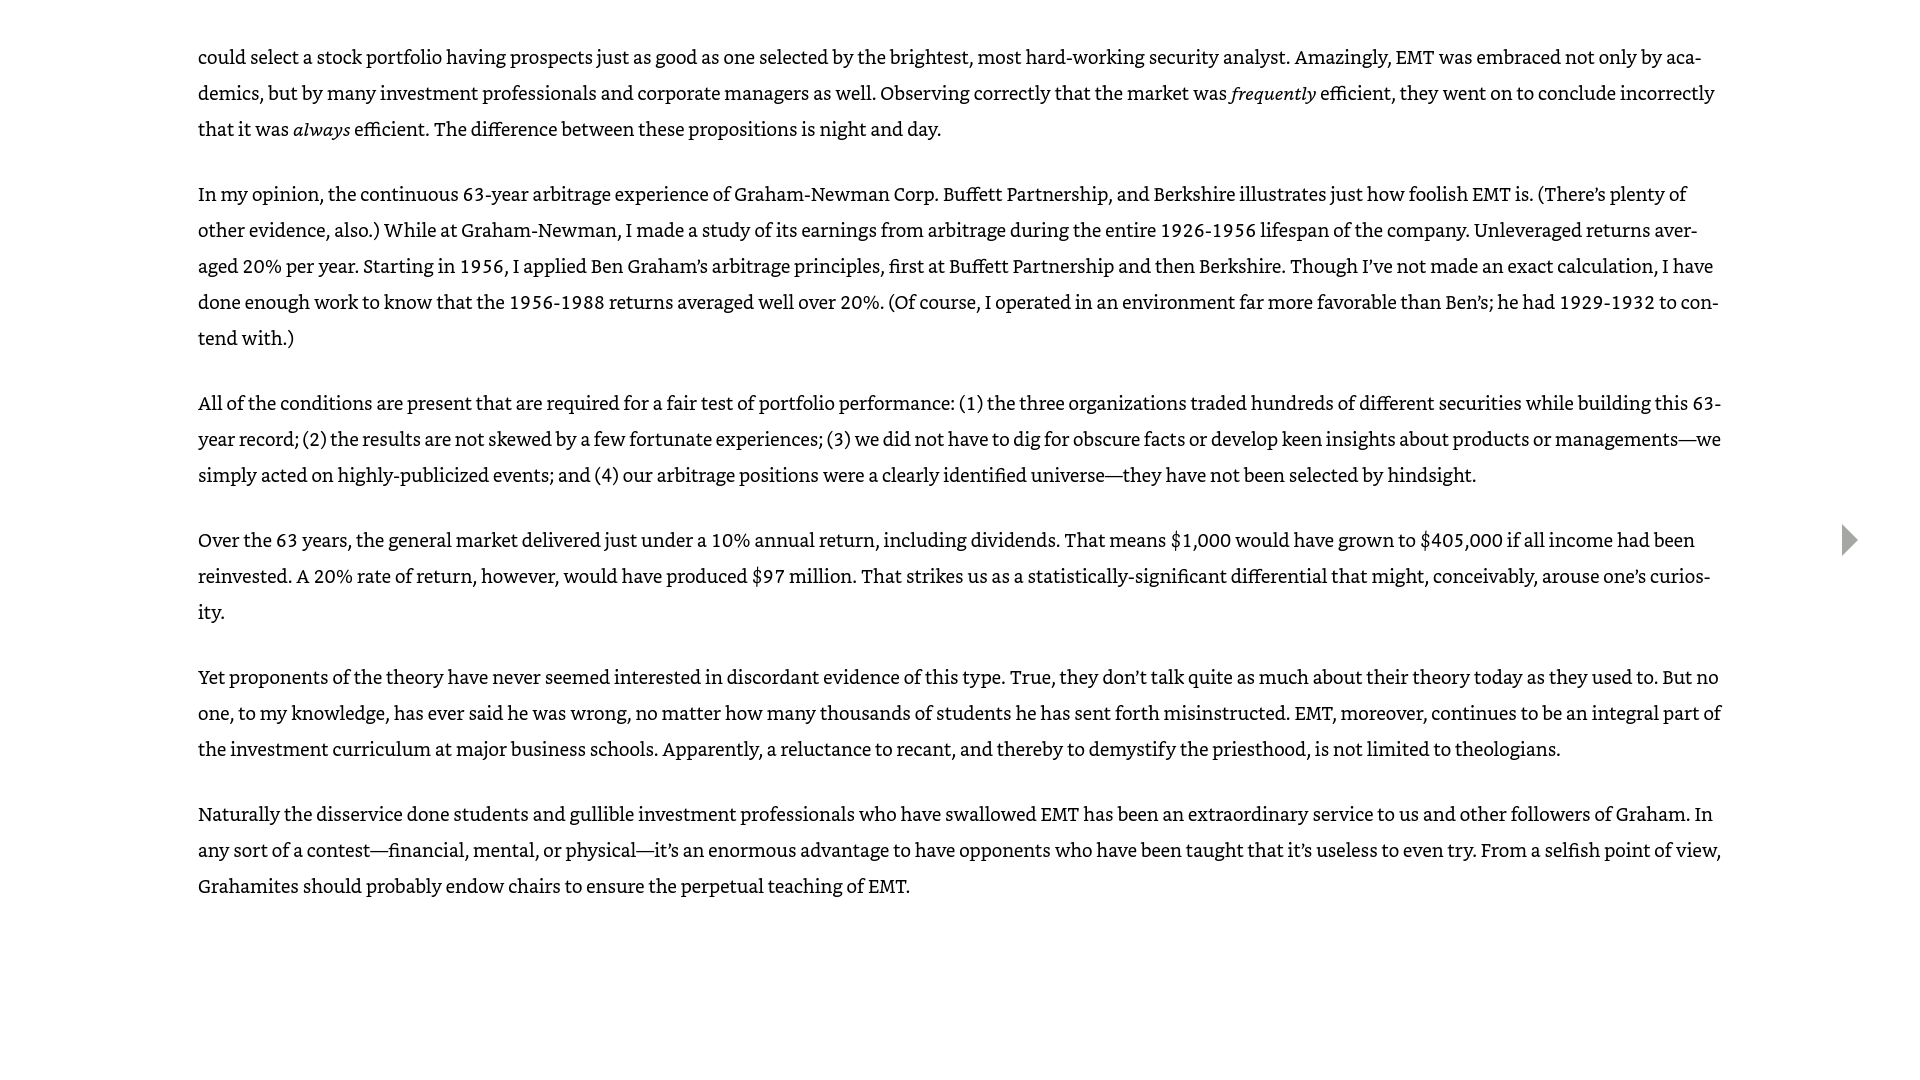 could select a stock portfolio having prospects just as good as one selected by the brightest, most hard-working security analyst. Amazingly, EMT was embraced not only by aca-
demics, but by many investment professionals and corporate managers as well. Observing correctly that the market was frequently efficient, they went on to conclude incorrectly
that it was always efficient. The difference between these propositions is night and day.
In my opinion, the continuous 63-year arbitrage experience of Graham-Newman Corp. Buffett Partnership, and Berkshire illustrates just how foolish EMT is. (There’s plenty of
other evidence, also.) While at Graham-Newman, I made a study of its earnings from arbitrage during the entire 1926-1956 lifespan of the company. Unleveraged returns aver-
aged 20% per year. Starting in 1956, I applied Ben Graham’s arbitrage principles, first at Buffett Partnership and then Berkshire. Though I’ve not made an exact calculation, I have
done enough work to know that the 1956-1988 returns averaged well over 20%. (Of course, I operated in an environment far more favorable than Ben’s; he had 1929-1932 to con-
tend with.)
All of the conditions are present that are required for a fair test of portfolio performance: (1) the three organizations traded hundreds of different securities while building this 63-
year record; (2) the results are not skewed by a few fortunate experiences; (3) we did not have to dig for obscure facts or develop keen insights about products or managements—we
simply acted on highly-publicized events; and (4) our arbitrage positions were a clearly identified universe—they have not been selected by hindsight.
Over the 63 years, the general market delivered just under a 10% annual return, including dividends. That means $1,000 would have grown to $405,000 if all income had been
reinvested. A 20% rate of return, however, would have produced $97 million. That strikes us as a statistically-significant differential that might, conceivably, arouse one’s curios-
ity.
Yet proponents of the theory have never seemed interested in discordant evidence of this type. True, they don’t talk quite as much about their theory today as they used to. But no
one, to my knowledge, has ever said he was wrong, no matter how many thousands of students he has sent forth misinstructed. EMT, moreover, continues to be an integral part of
the investment curriculum at major business schools. Apparently, a reluctance to recant, and thereby to demystify the priesthood, is not limited to theologians.
Naturally the disservice done students and gullible investment professionals who have swallowed EMT has been an extraordinary service to us and other followers of Graham. In
any sort of a contest—financial, mental, or physical—it’s an enormous advantage to have opponents who have been taught that it’s useless to even try. From a selfish point of view,
Grahamites should probably endow chairs to ensure the perpetual teaching of EMT.